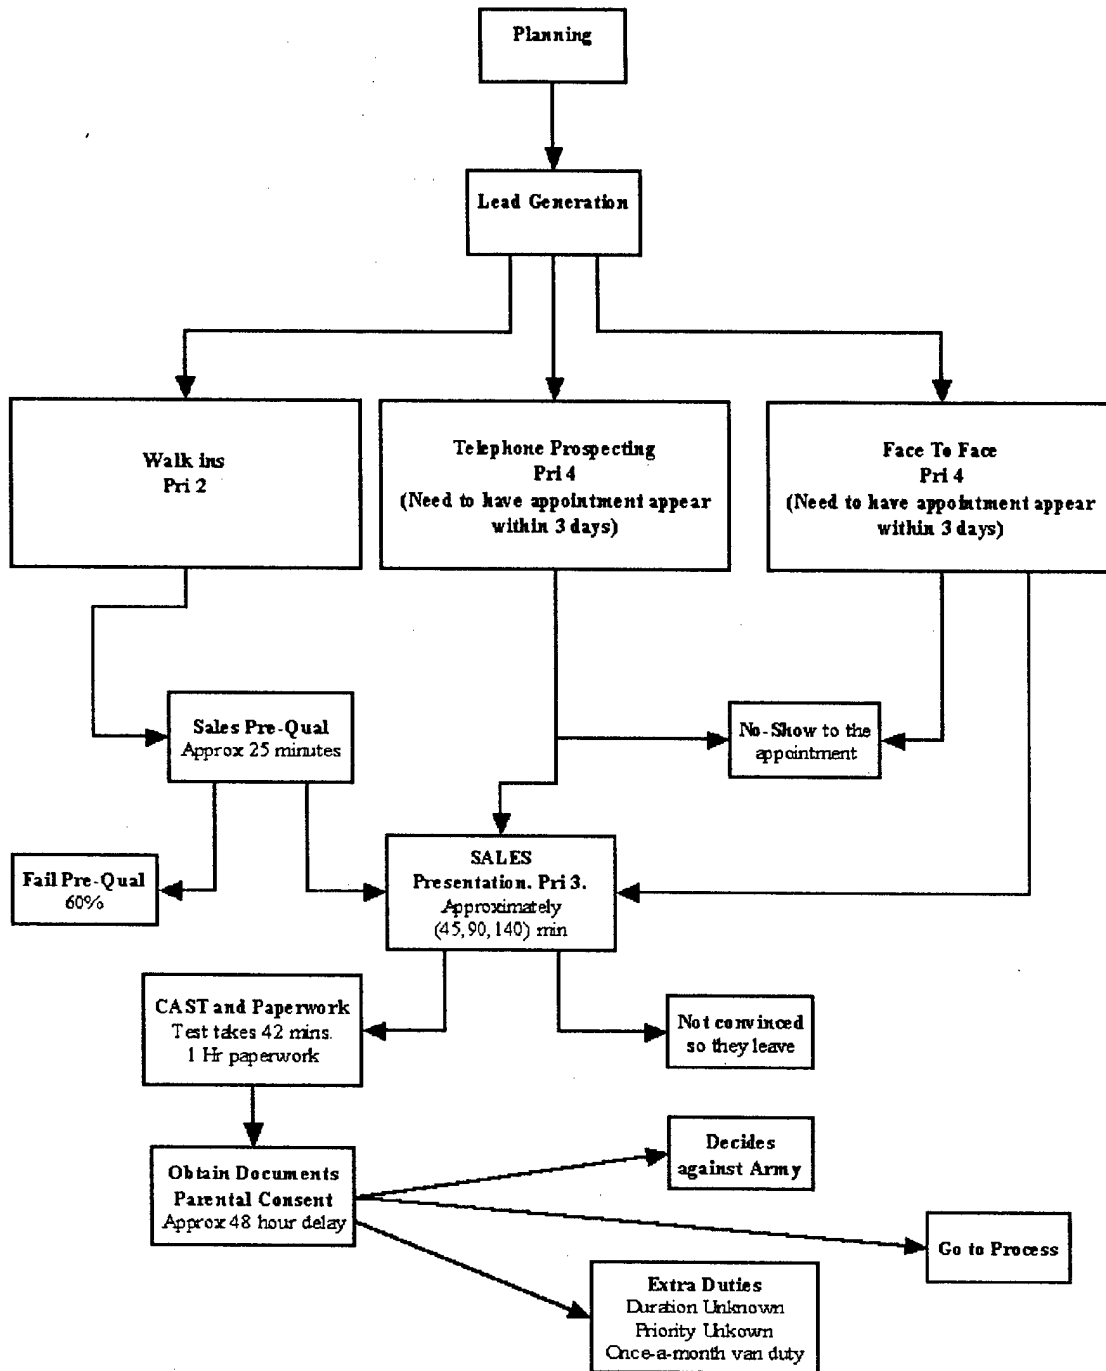 Planning
Lead Generation
Walk ins
Pri 2
Telephone Prospecting
Pri 4
(Need to have appointment appear
within 3 days)
Face To Face
Pri 4
(Need to have appointment appear
within 3 days)
Sales Pre-Qual
Approx 25 minutes
No-Show to the
appointment
Fail Pre-Qual
60%
SALES
Presentation. Pri 3.
Approximately
(45, 90, 140) min
CAST and Paperwork
Test takes 42 mins.
1 Hr paperwork
Not convinced
so they leave
Obtain Documents
Parental Consent
Approx 48 hour delay
Decides
against Army
Go to Process
Extra Duties
Duration Unknown
Priority Unkown
Once-a-month van duty